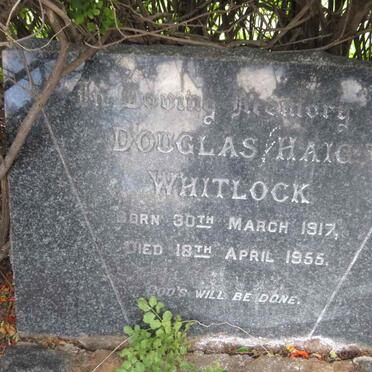 In Loving Memory
DOUGLAS HAIG
WHITLOCK
BORN 30TH MARCH 1917.
DIED 18TH APRIL 1955.
GOD'S WILL BE DONE.